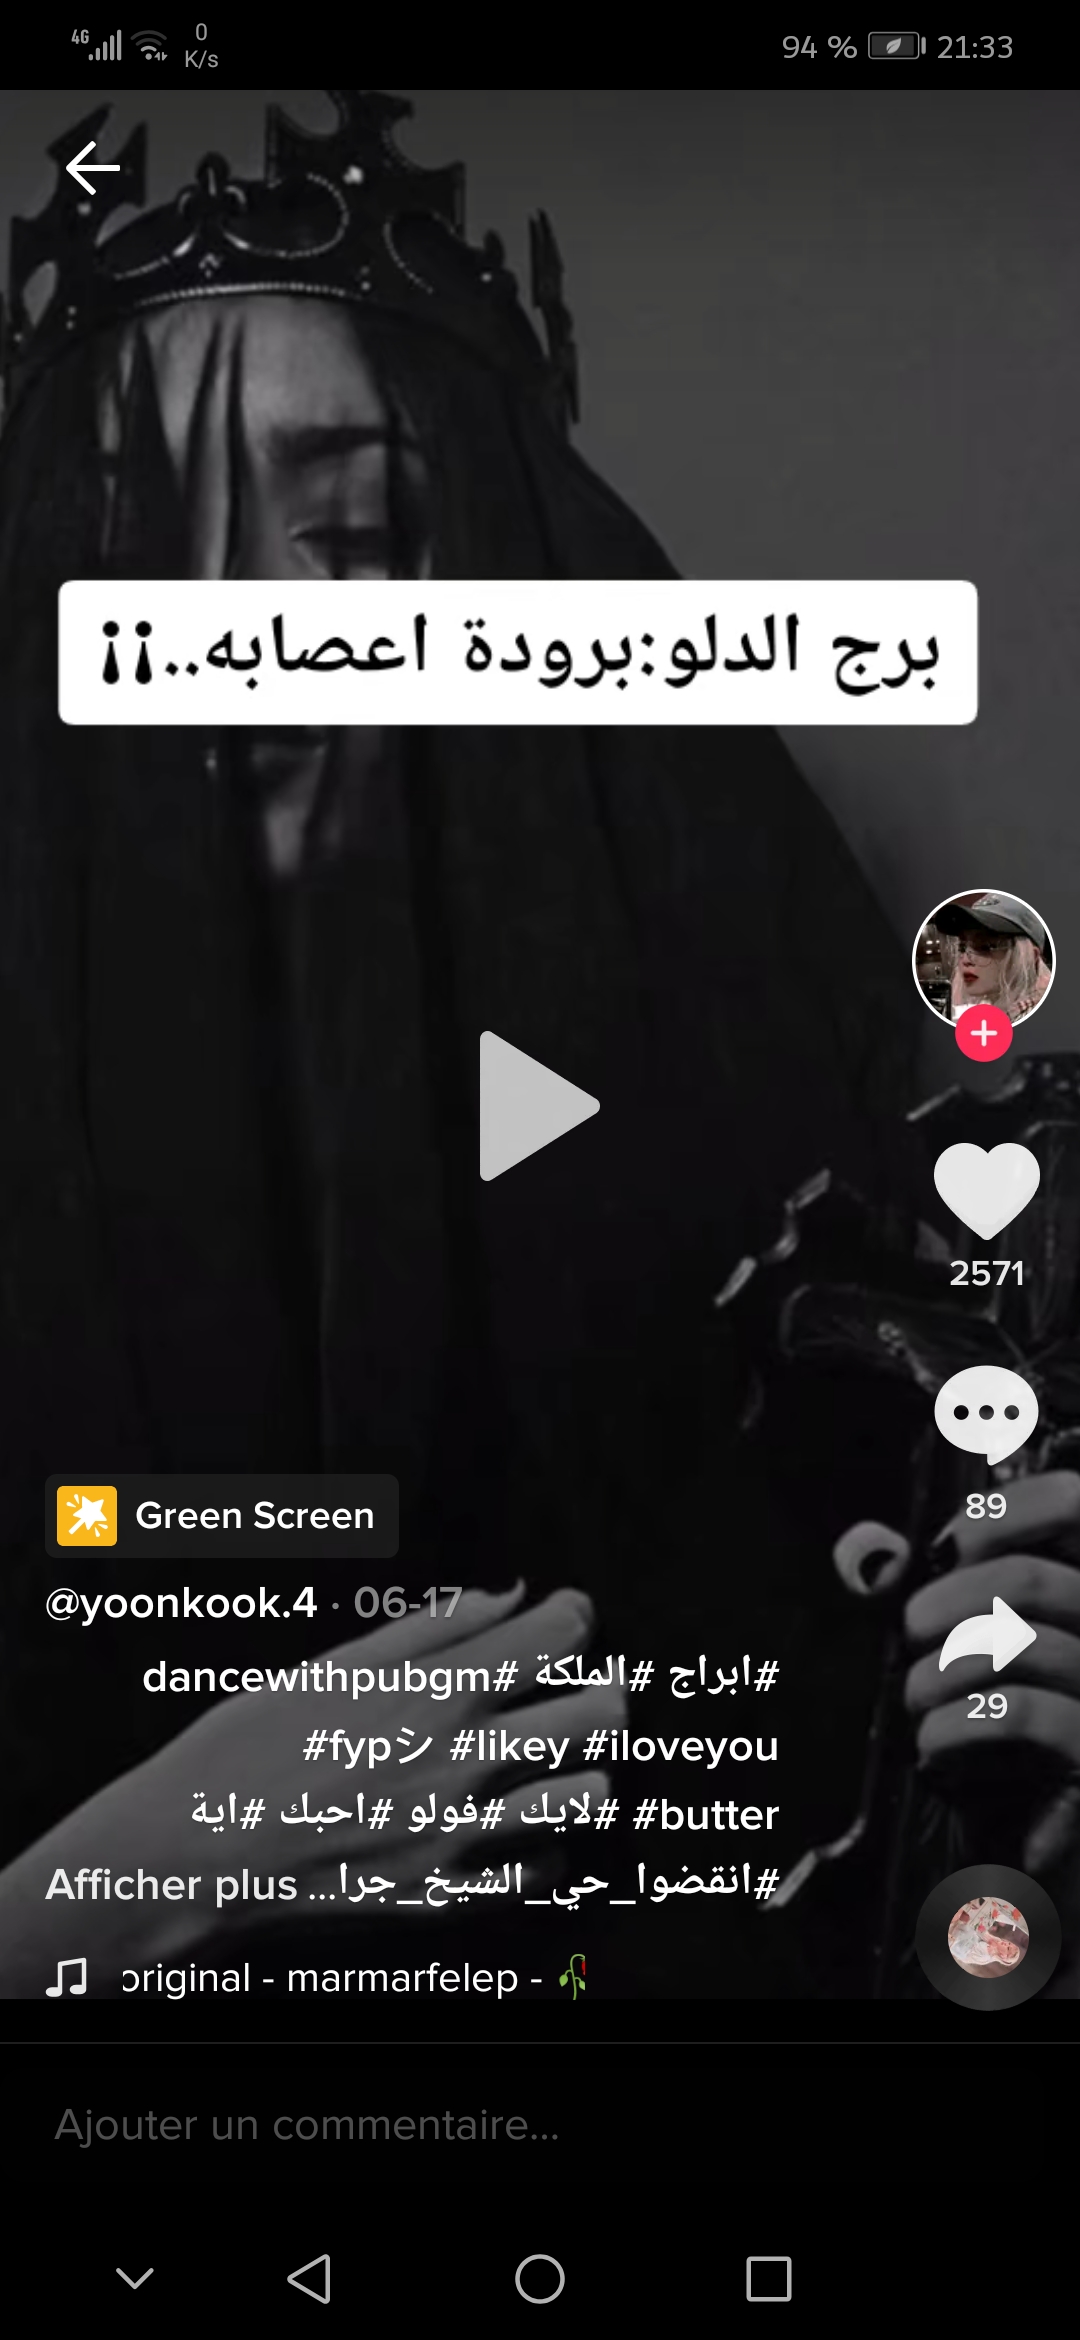 4G 0 K/s 94 % 21:33
برج الدلو:برودة اعصابه..¡¡
2571
89
29
Green Screen
@yoonkook.4 · 06-17
#ابراج #الملكة #dancewithpubgm
#fypシ #likey #iloveyou
#butter #لايك #فولو #احبك #اية
#انقضوا_حي_الشيخ_جرا... Afficher plus
original - marmarfelep - 🥀
Ajouter un commentaire...